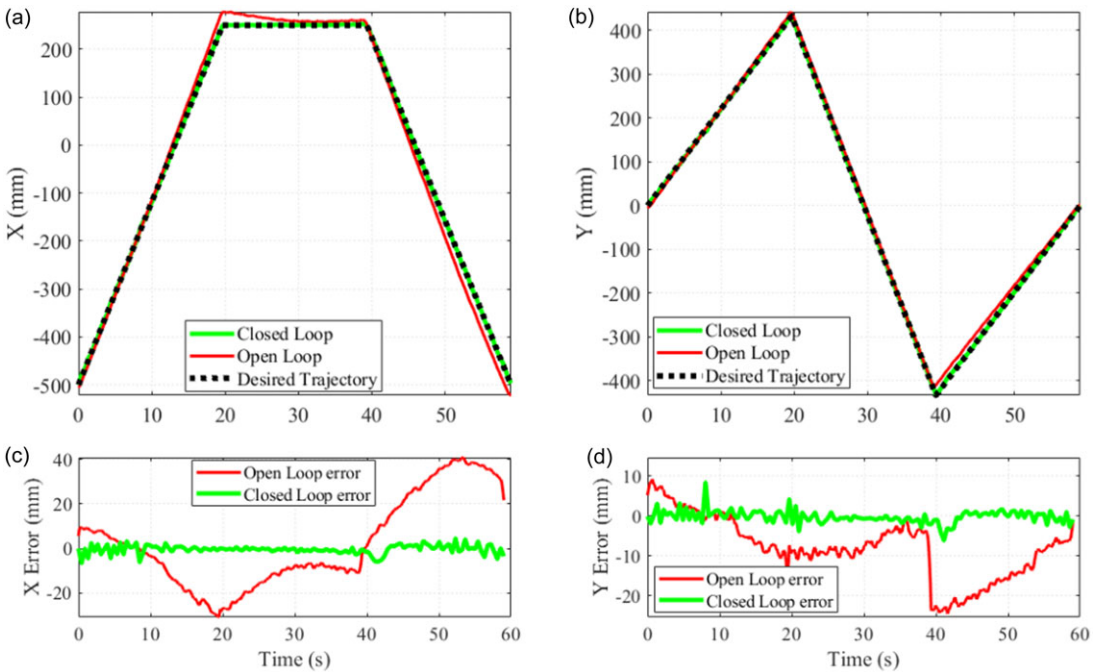 (a)
200
100
0
-100
-200
-300
-400
-500
X (mm)
0 10 20 30 40 50
Closed Loop
Open Loop
Desired Trajectory
(b)
400
300
200
100
0
-100
-200
-300
-400
Y (mm)
0 10 20 30 40 50
Closed Loop
Open Loop
Desired Trajectory
(c)
40
20
0
-20
X Error (mm)
Open Loop error
Closed Loop error
0 10 20 30 40 50 60
Time (s)
(d)
10
0
-10
-20
Y Error (mm)
Open Loop error
Closed Loop error
0 10 20 30 40 50 60
Time (s)